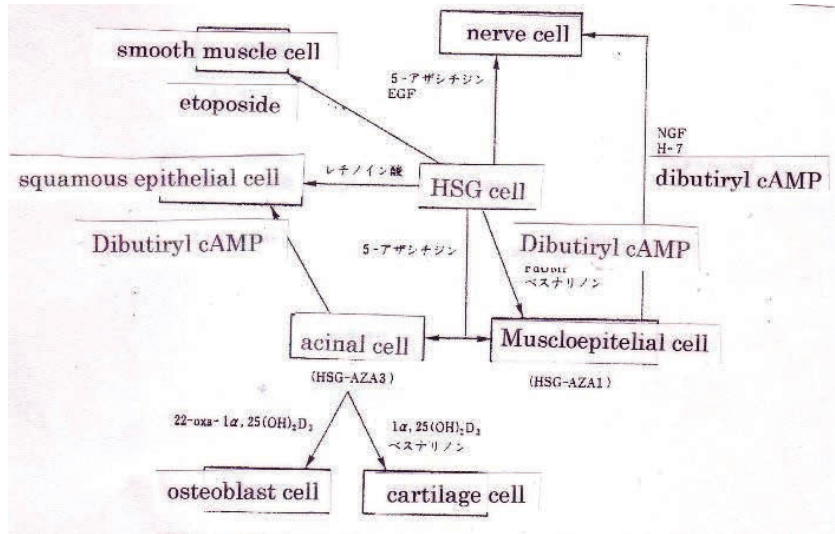 smooth muscle cell
etoposide
nerve cell
5-アザシチジン
EGF
NGF
H-7
dibutiryl cAMP
squamous epithelial cell
レチノイン酸
HSG cell
Dibutiryl cAMP
5-アザシチジン
Dibutiryl cAMP
ベスナリノン
acinal cell
(HSG-AZA3)
Muscloepitelial cell
(HSG-AZA1)
22-oxa-1α,25(OH)₂D₃
1α,25(OH)₂D₃
ベスナリノン
osteoblast cell
cartilage cell